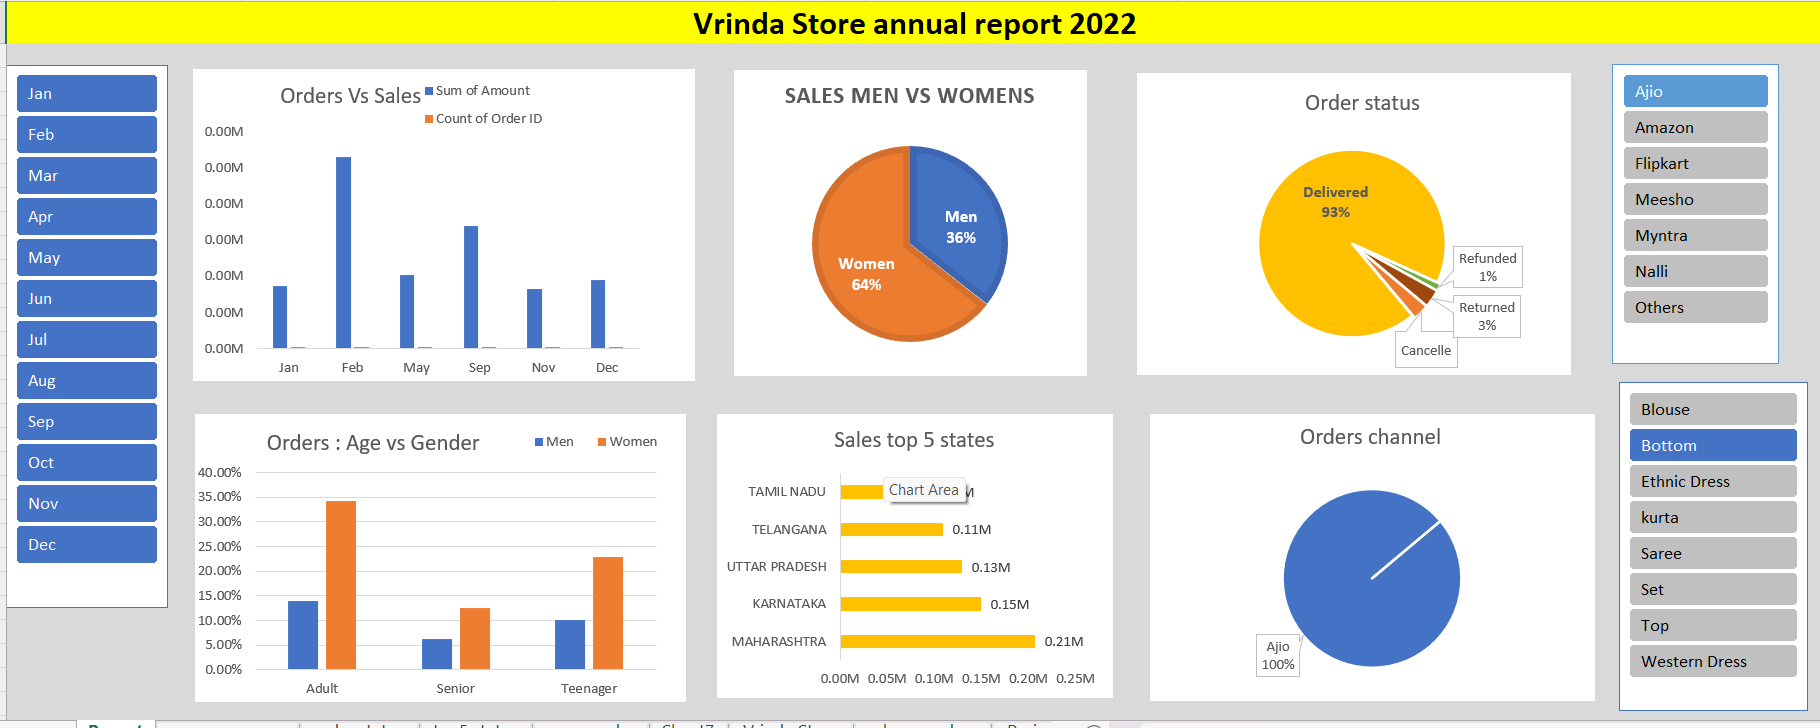 Vrinda Store annual report 2022
Jan
Feb
Mar
Apr
May
Jun
Jul
Aug
Sep
Oct
Nov
Dec
Orders Vs Sales
Sum of Amount
Count of Order ID
0.00M
0.00M
0.00M
0.00M
0.00M
0.00M
0.00M
Jan Feb May Sep Nov Dec
SALES MEN VS WOMENS
Men
36%
Women
64%
Order status
Delivered
93%
Refunded
1%
Returned
3%
Cancelle
Ajio
Amazon
Flipkart
Meesho
Myntra
Nalli
Others
Orders : Age vs Gender
Men Women
40.00%
35.00%
30.00%
25.00%
20.00%
15.00%
10.00%
5.00%
0.00%
Adult Senior Teenager
Sales top 5 states
TAMIL NADU
Chart Area
M
TELANGANA 0.11M
UTTAR PRADESH 0.13M
KARNATAKA 0.15M
MAHARASHTRA 0.21M
0.00M 0.05M 0.10M 0.15M 0.20M 0.25M
Orders channel
Ajio
100%
Blouse
Bottom
Ethnic Dress
kurta
Saree
Set
Top
Western Dress